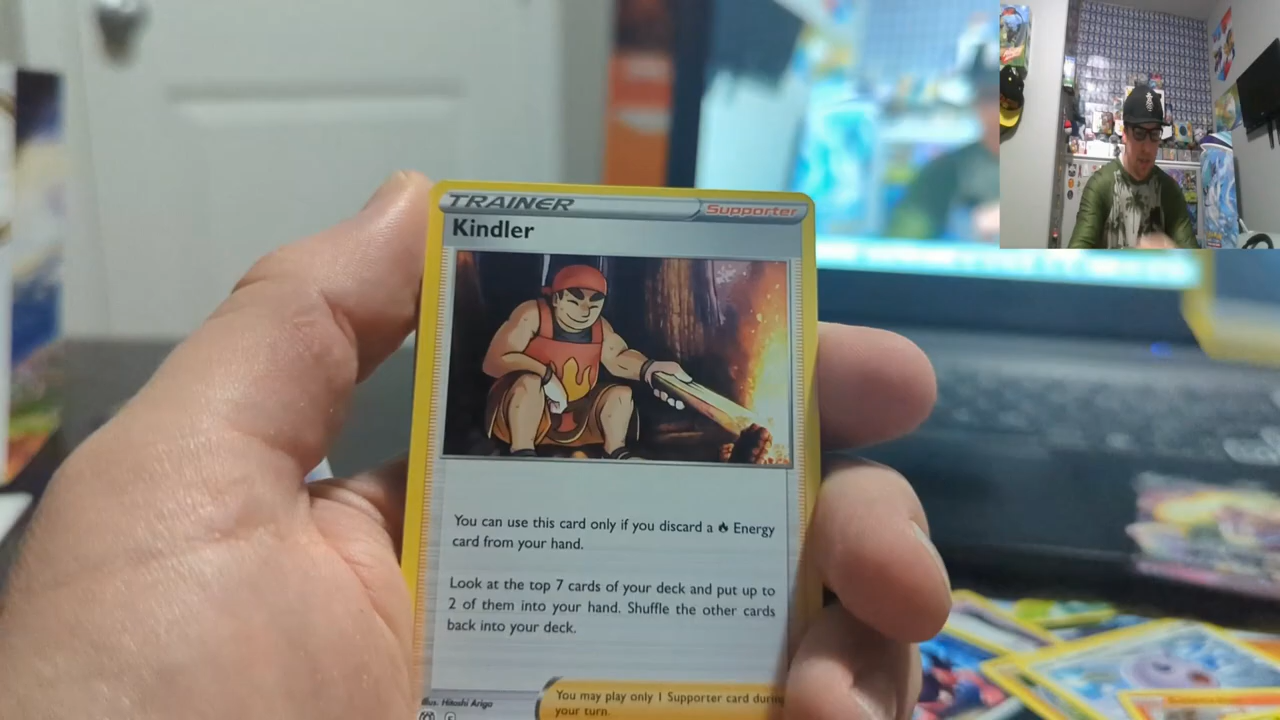 TRAINER
Supporter
Kindler
You can use this card only if you discard a Energy
card from your hand.
Look at the top 7 cards of your deck and put up to
2 of them into your hand. Shuffle the other cards
back into your deck.
Illus. Hitoshi Ariga
You may play only 1 Supporter card during
your turn.